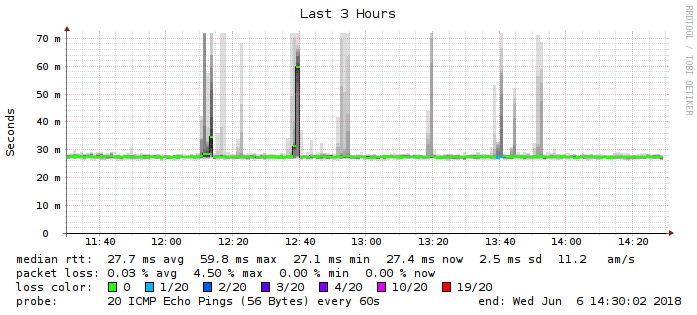 Last 3 Hours
RRDTOOL / TOBI OETIKER
Seconds
70 m
60 m
50 m
40 m
30 m
20 m
10 m
0
11:40 12:00 12:20 12:40 13:00 13:20 13:40 14:00 14:20
median rtt: 27.7 ms avg 59.8 ms max 27.1 ms min 27.4 ms now 2.5 ms sd 11.2 am/s
packet loss: 0.03 % avg 4.50 % max 0.00 % min 0.00 % now
loss color: 0 1/20 2/20 3/20 4/20 10/20 19/20
probe: 20 ICMP Echo Pings (56 Bytes) every 60s end: Wed Jun 6 14:30:02 2018